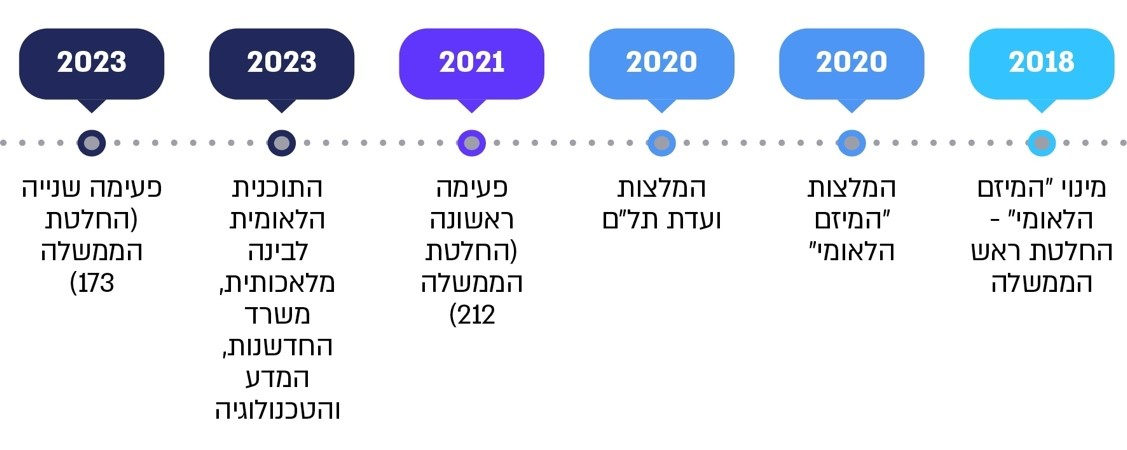 2018
מינוי "המיזם
הלאומי" -
החלטת ראש
הממשלה
2020
המלצות
"המיזם
הלאומי"
2020
המלצות
ועדת תל"ם
2021
פעימה
ראשונה
(החלטת
הממשלה
212)
2023
התוכנית
הלאומית
לבינה
מלאכותית,
משרד
החדשנות,
המדע
והטכנולוגיה
2023
פעימה שנייה
(החלטת
הממשלה
173)